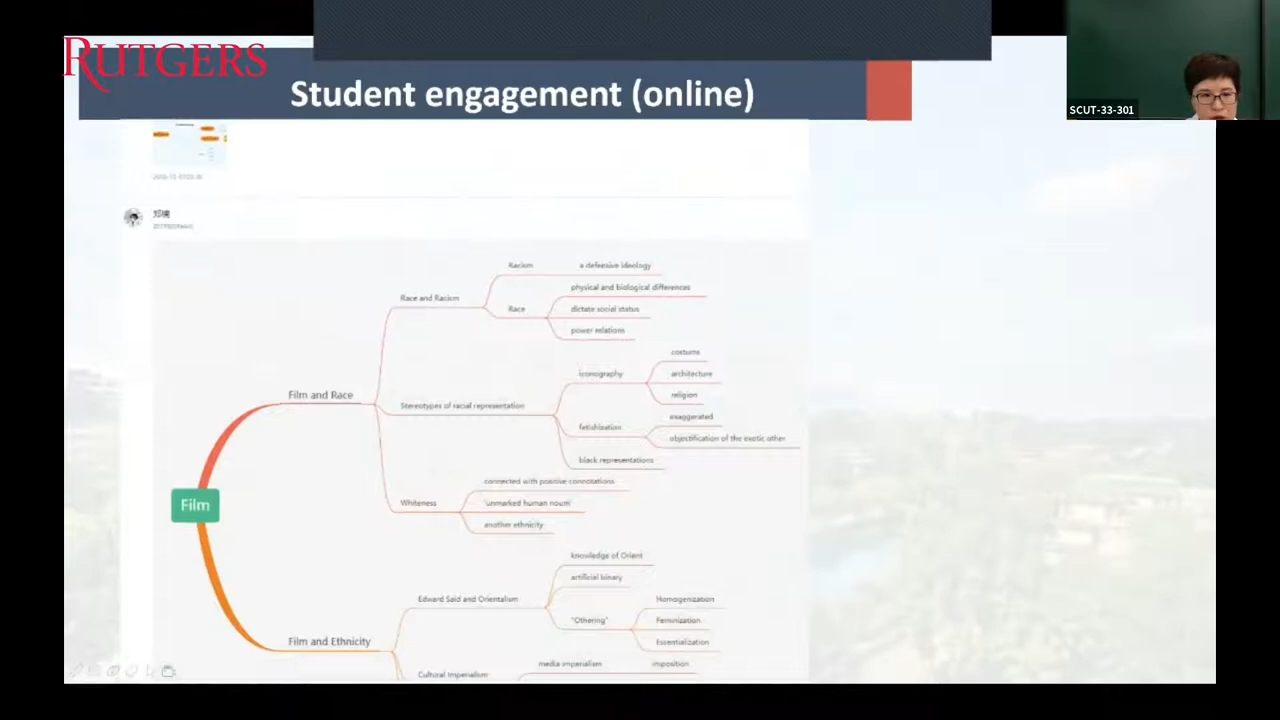 RUTGERS
Student engagement (online)
SCUT-33-301
郑楠
Racism
a defensive ideology
physical and biological differences
Race and Racism
Race
dictate social status
power relations
costume
iconography
architecture
religion
Film and Race
Stereotypes of racial representation
exaggerated
fetishization
objectification of the exotic other
black representations
connected with positive connotations
Whiteness
'unmarked human noum'
another ethnicity
Film
knowledge of Orient
artificial binary
Edward Said and Orientalism
Homogenization
"Othering"
Feminization
Essentialization
Film and Ethnicity
media imperialism
imposition
Cultural Imperialism